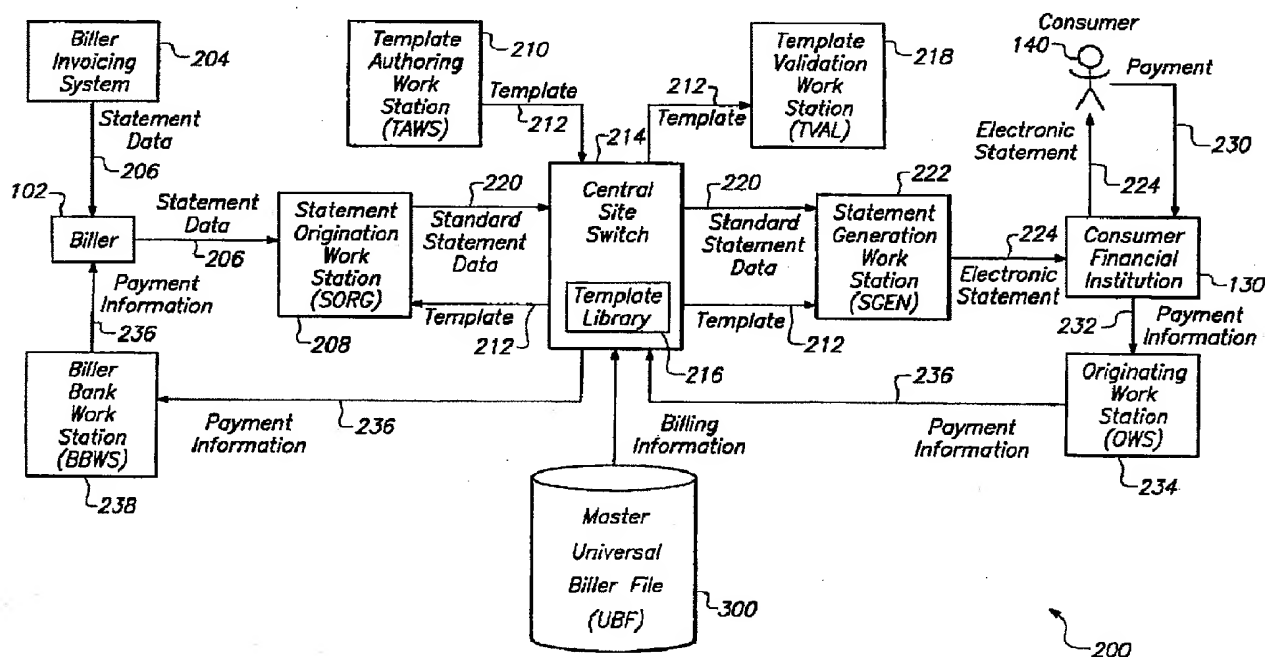 Biller
Invoicing
System
204
Statement
Data
206
102
Biller
Statement
Data
206
Payment
Information
236
Biller
Bank
Work
Station
(BBWS)
238
Template
Authoring
Work
Station
(TAWS)
210
Template
212
214
212
Template
Template
Validation
Work
Station
(TVAL)
218
Statement
Origination
Work
Station
(SORG)
208
220
Standard
Statement
Data
Template
212
Central
Site
Switch
Template
Library
216
220
Standard
Statement
Data
Template
212
222
Statement
Generation
Work
Station
(SGEN)
224
Electronic
Statement
Consumer
140
Payment
230
Electronic
Statement
224
Consumer
Financial
Institution
130
232
Payment
Information
Originating
Work
Station
(OWS)
234
236
Payment
Information
Payment
Information
236
Billing
Information
Master
Universal
Biller File
(UBF)
300
200